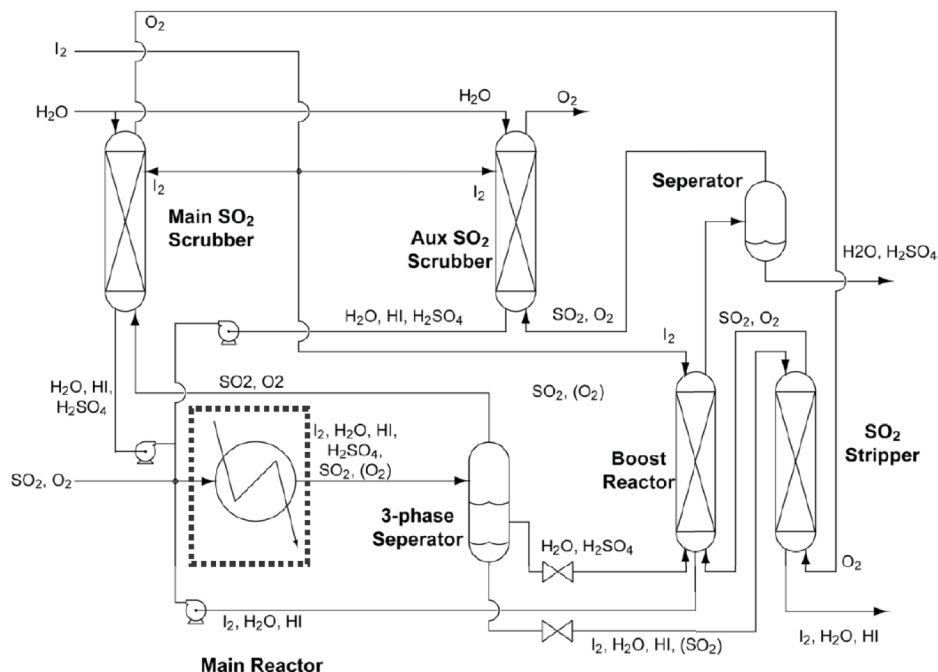 O₂
I₂
H₂O
H₂O
O₂
I₂
I₂
Seperator
Main SO₂
Scrubber
Aux SO₂
Scrubber
H2O, H₂SO₄
H₂O, HI, H₂SO₄
SO₂, O₂
SO₂, O₂
I₂
H₂O, HI,
H₂SO₄
SO2, O2
SO₂, (O₂)
I₂, H₂O, HI,
H₂SO₄,
SO₂, (O₂)
SO₂
Stripper
Boost
Reactor
SO₂, O₂
3-phase
Seperator
H₂O, H₂SO₄
O₂
I₂, H₂O, HI
I₂, H₂O, HI, (SO₂)
I₂, H₂O, HI
Main Reactor